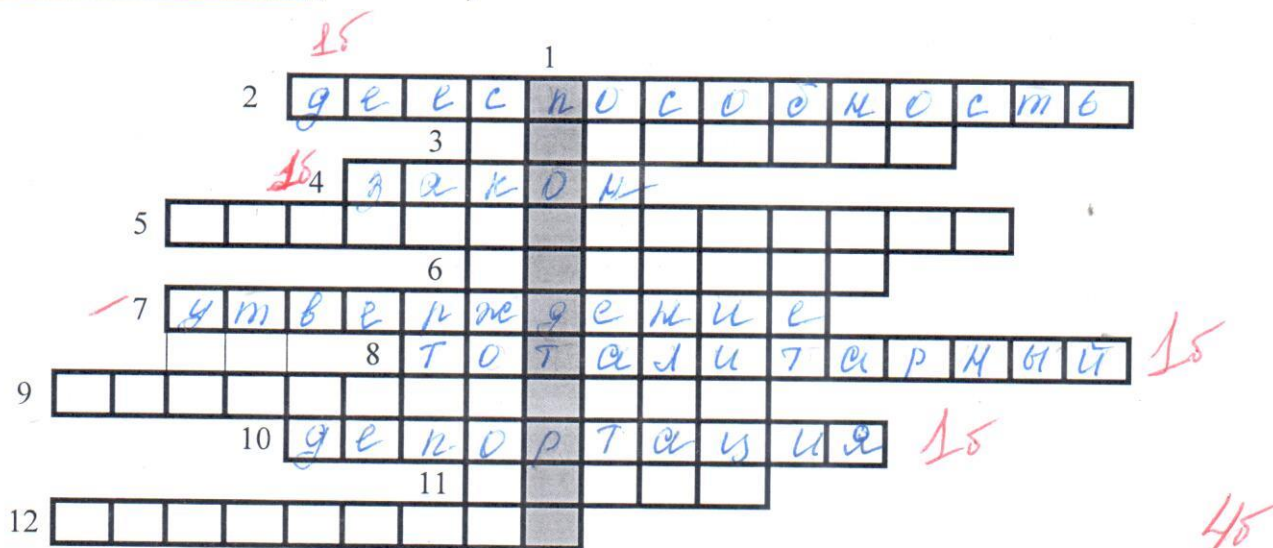 1б
1
2 дееспособность
3
1б 4 закон
5
6
– 7 утверждение
8 тоталитарный 1б
9
10 депортация 1б
11
12 4б